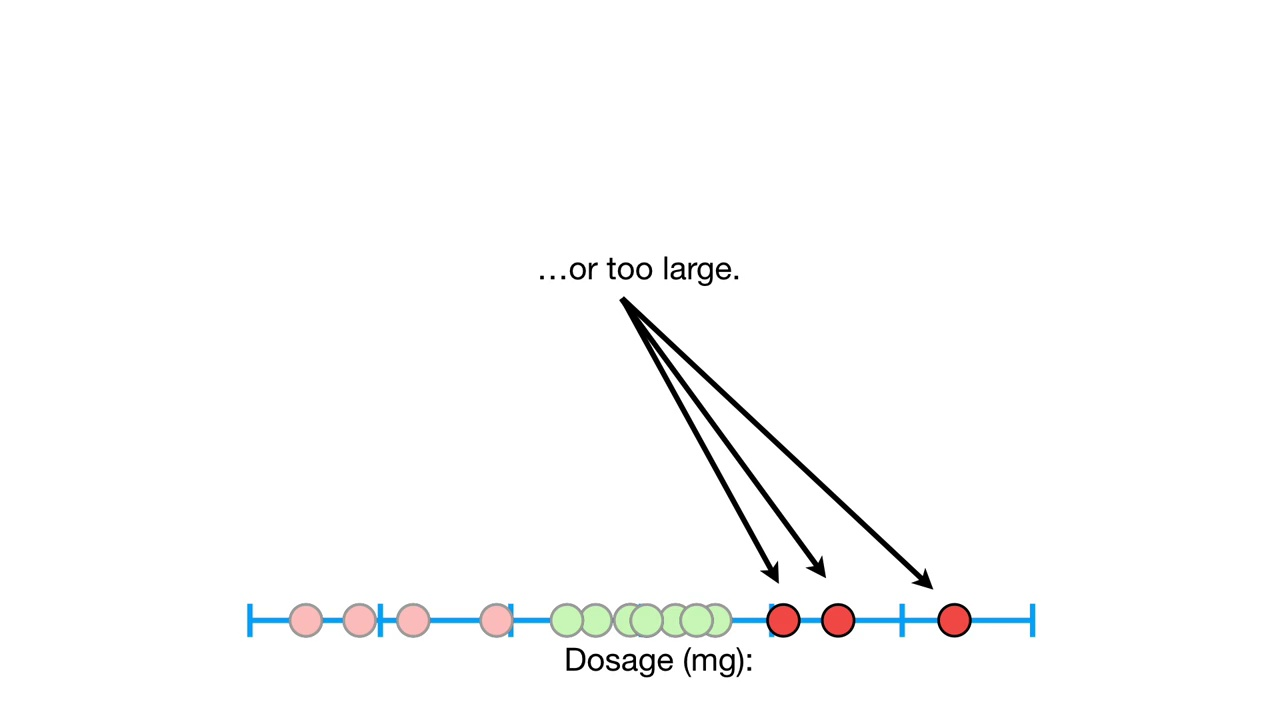 …or too large.
Dosage (mg):